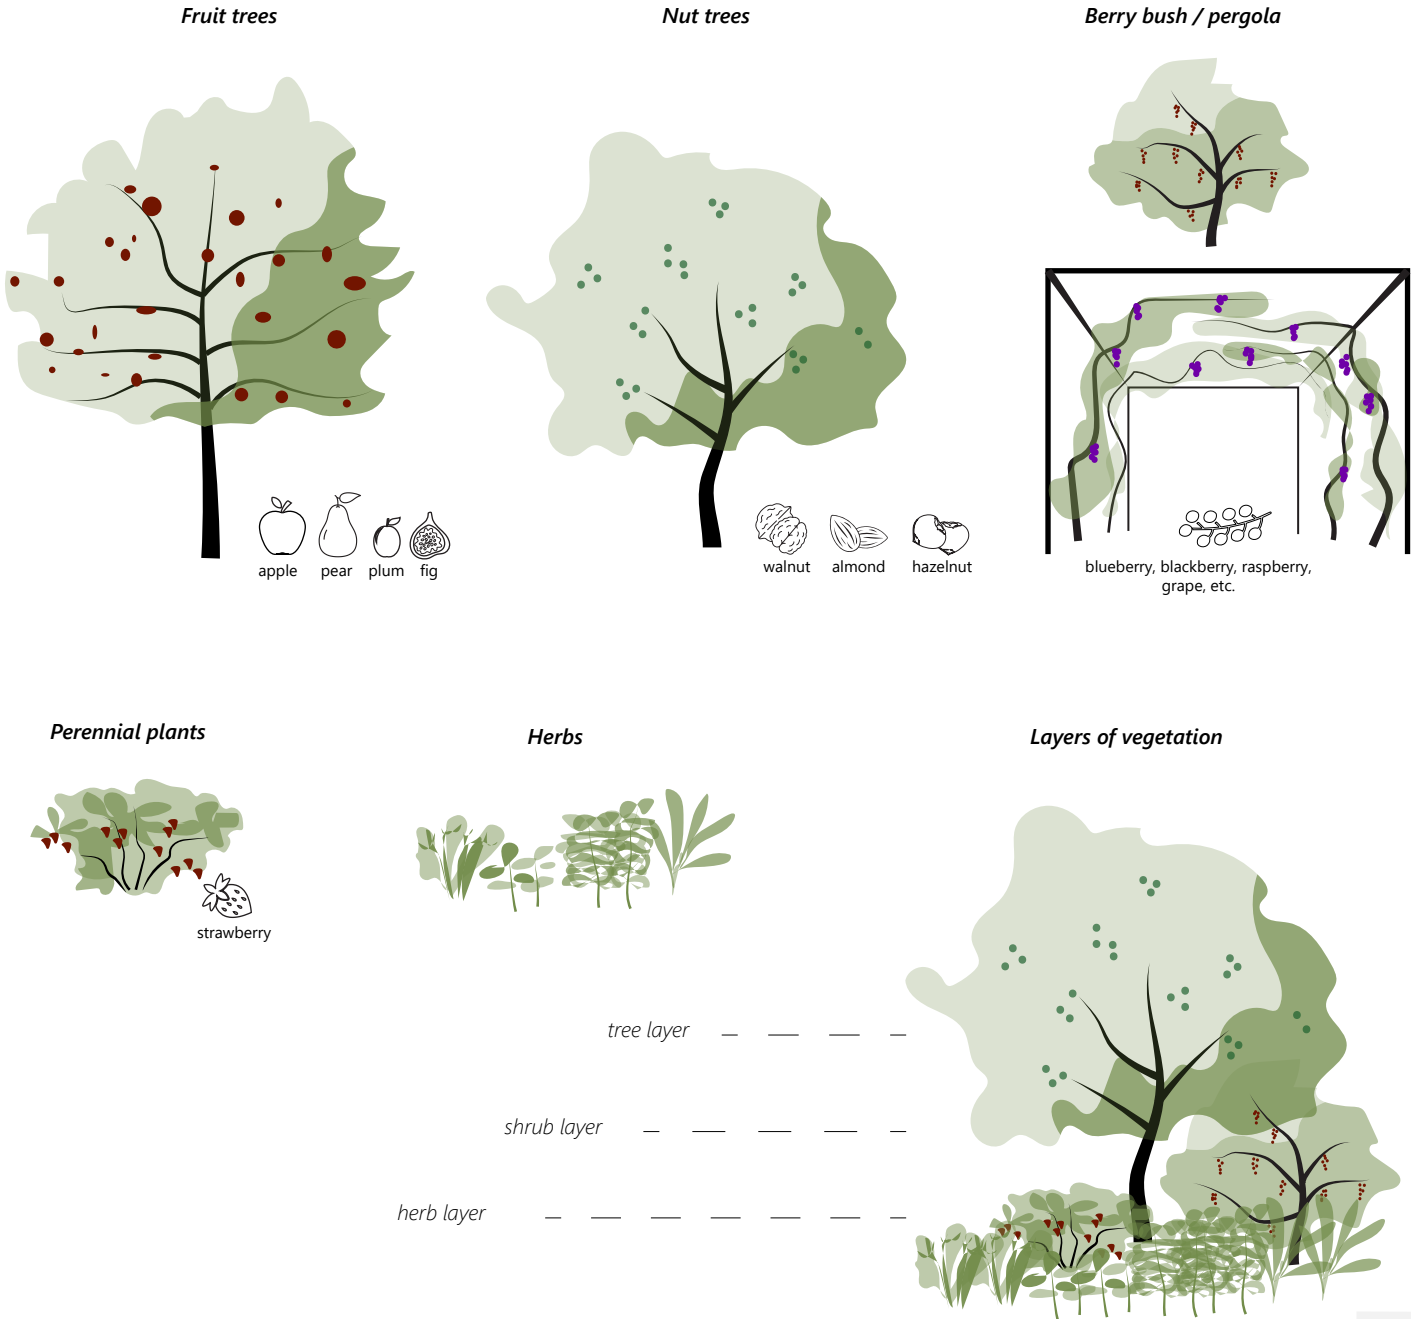 Fruit trees
Nut trees
Berry bush / pergola
apple
pear
plum
fig
walnut
almond
hazelnut
blueberry, blackberry, raspberry,
grape, etc.
Perennial plants
Herbs
Layers of vegetation
strawberry
tree layer
shrub layer
herb layer